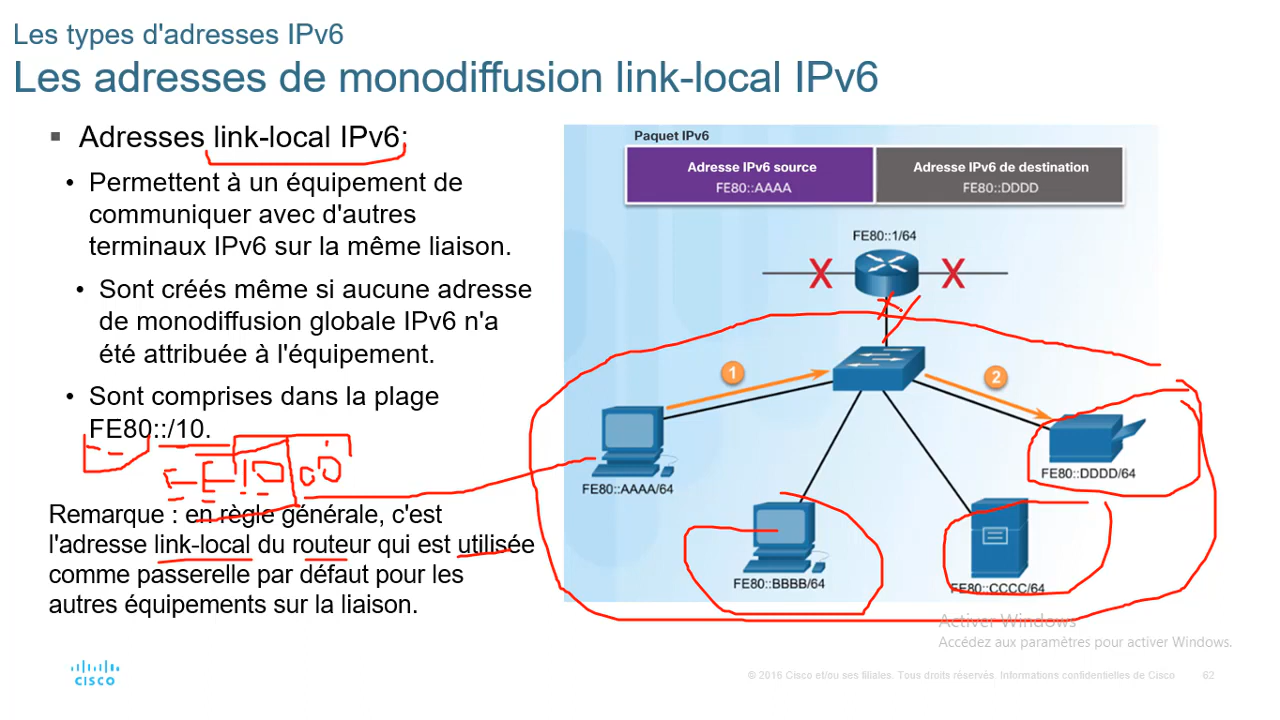 Les types d'adresses IPv6
Les adresses de monodiffusion link-local IPv6
Adresses link-local IPv6:
• Permettent à un équipement de
communiquer avec d'autres
terminaux IPv6 sur la même liaison.
• Sont créés même si aucune adresse
de monodiffusion globale IPv6 n'a
été attribuée à l'équipement.
• Sont comprises dans la plage
FE80::/10.
Remarque : en règle générale, c'est
l'adresse link-local du routeur qui est utilisée
comme passerelle par défaut pour les
autres équipements sur la liaison.
Paquet IPv6
Adresse IPv6 source
FE80::AAAA
Adresse IPv6 de destination
FE80::DDDD
FE80::1/64
1
2
FE80::AAAA/64
FE80::BBBB/64
FE80::CCCC/64
FE80::DDDD/64
Activer Windows
Accédez aux paramètres pour activer Windows.
CISCO
© 2016 Cisco et/ou ses filiales. Tous droits réservés. Informations confidentielles de Cisco
62